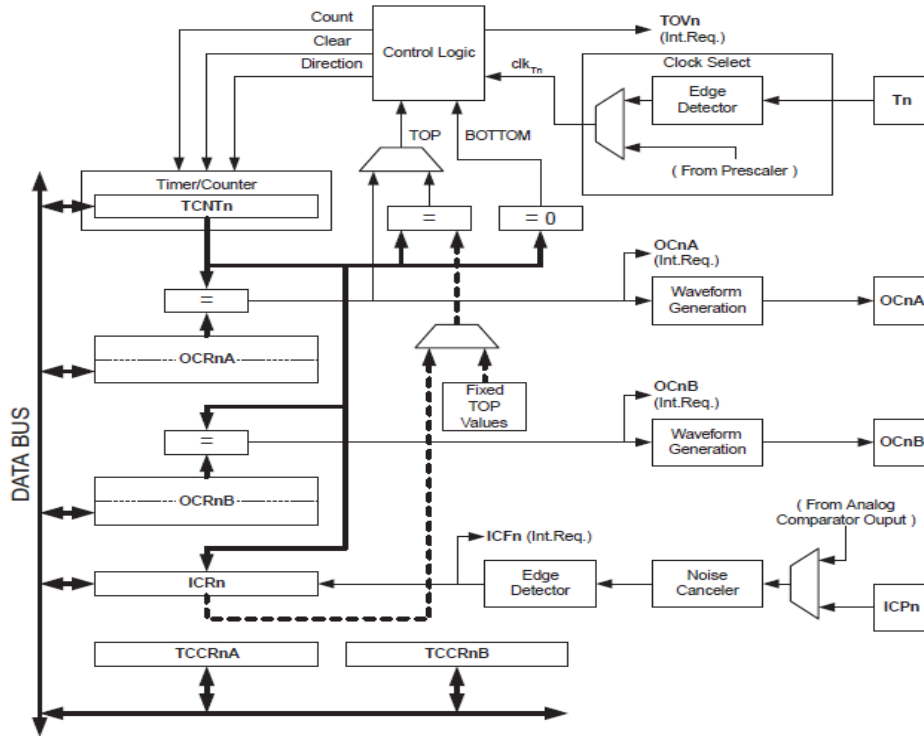 Count
Clear
Direction
Control Logic
TOVn
(Int.Req.)
clkTn
Clock Select
Edge
Detector
Tn
( From Prescaler )
TOP
BOTTOM
Timer/Counter
TCNTn
=
= 0
OCnA
(Int.Req.)
=
Waveform
Generation
OCnA
OCRnA
Fixed
TOP
Values
OCnB
(Int.Req.)
=
Waveform
Generation
OCnB
OCRnB
DATA BUS
( From Analog
Comparator Ouput )
ICFn (Int.Req.)
ICRn
Edge
Detector
Noise
Canceler
ICPn
TCCRnA
TCCRnB
=